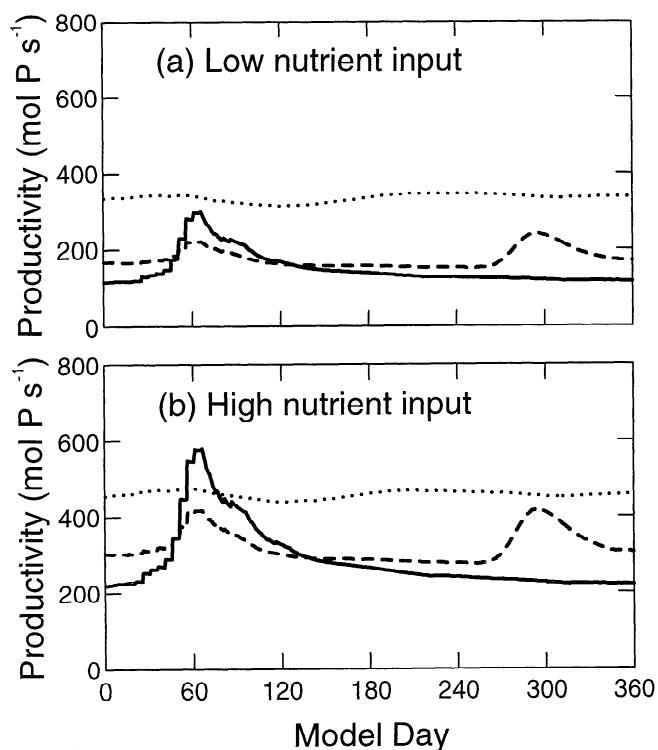 800
600
400
200
0
Productivity (mol P s⁻¹)
(a) Low nutrient input
800
600
400
200
0
Productivity (mol P s⁻¹)
(b) High nutrient input
0 60 120 180 240 300 360
Model Day